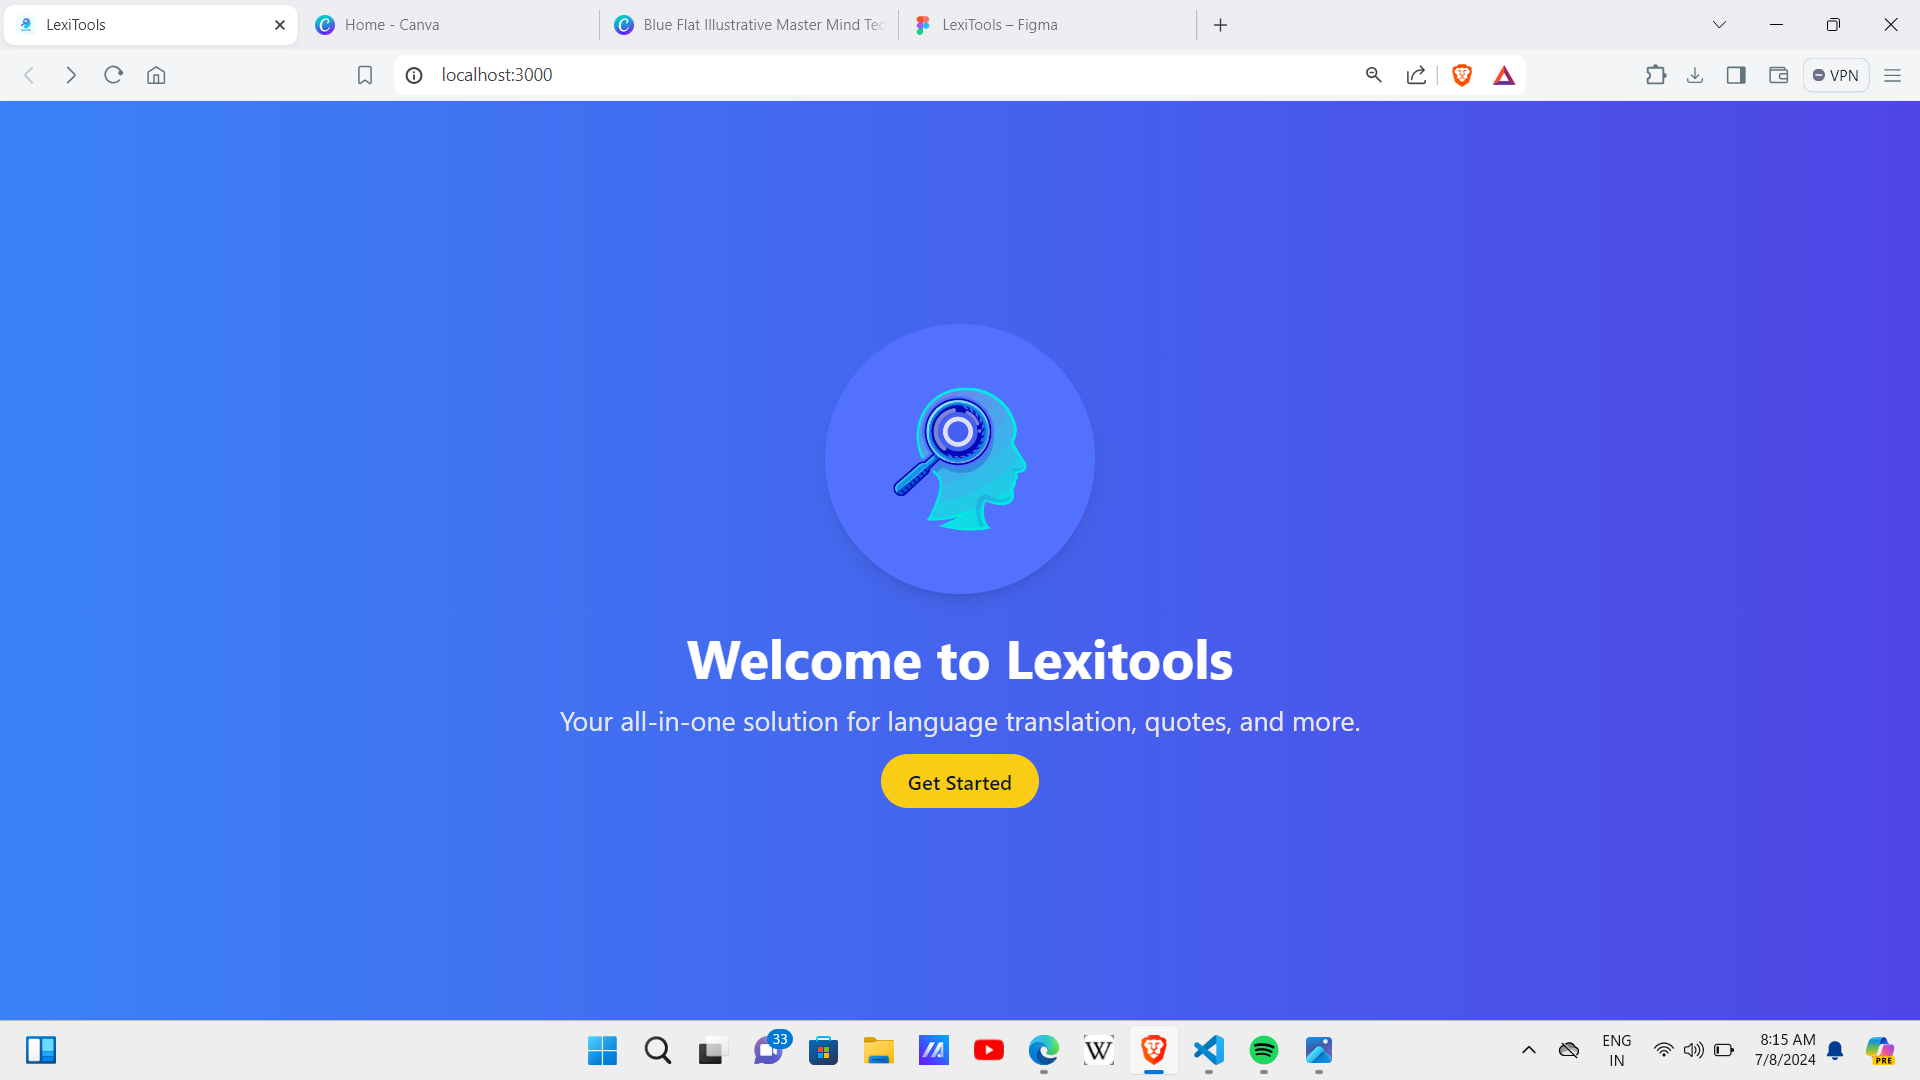 LexiTools
Home - Canva
Blue Flat Illustrative Master Mind Tec
LexiTools – Figma
localhost:3000
VPN
Welcome to Lexitools
Your all-in-one solution for language translation, quotes, and more.
Get Started
33
W
ENG
IN
8:15 AM
7/8/2024
PRE